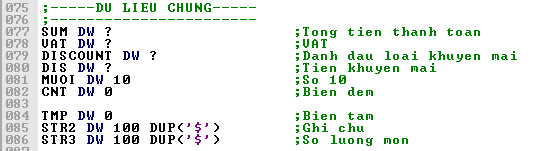 075 ;-----DU LIEU CHUNG-----
076 ;------------------------
077 SUM DW ? ;Tong tien thanh toan
078 VAT DW ? ;VAT
079 DISCOUNT DW ? ;Danh dau loai khuyen mai
080 DIS DW ? ;Tien khuyen mai
081 MUOI DW 10 ;So 10
082 CNT DW 0 ;Bien dem
083
084 TMP DW 0 ;Bien tam
085 STR2 DW 100 DUP('$') ;Ghi chu
086 STR3 DW 100 DUP('$') ;So luong mon